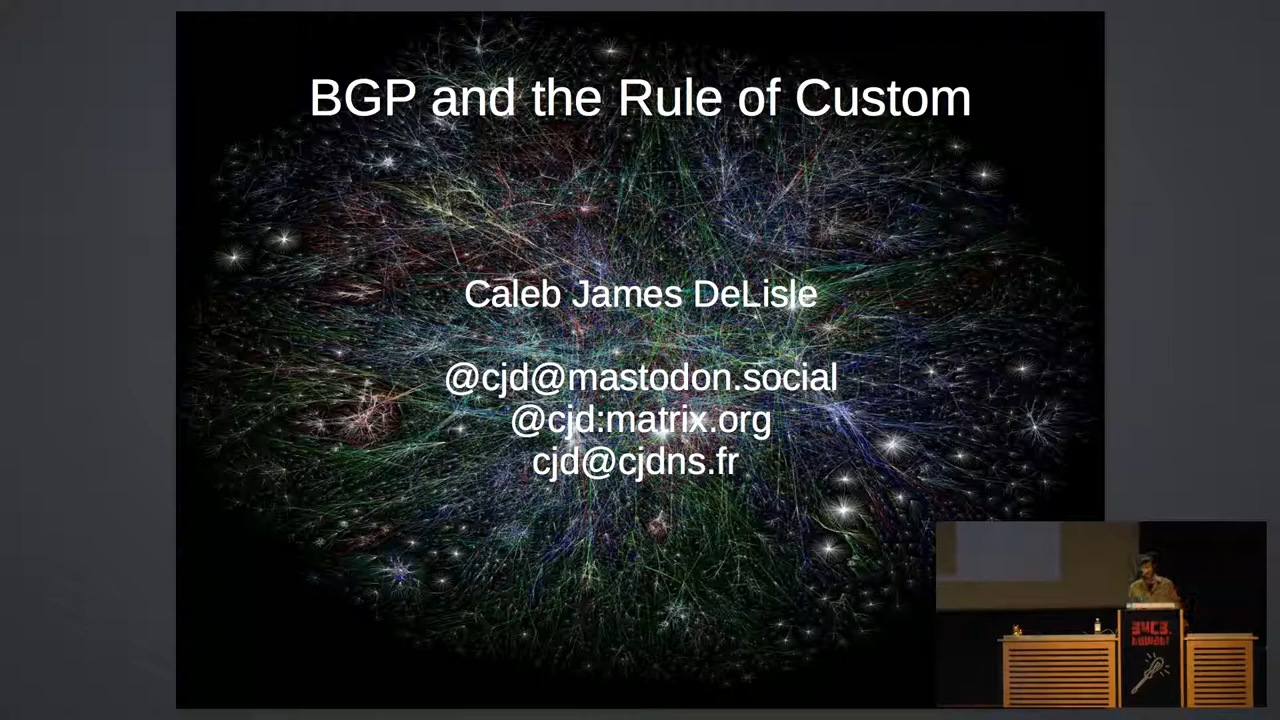 BGP and the Rule of Custom
Caleb James DeLisle
@cjd@mastodon.social
@cjd:matrix.org
cjd@cjdns.fr